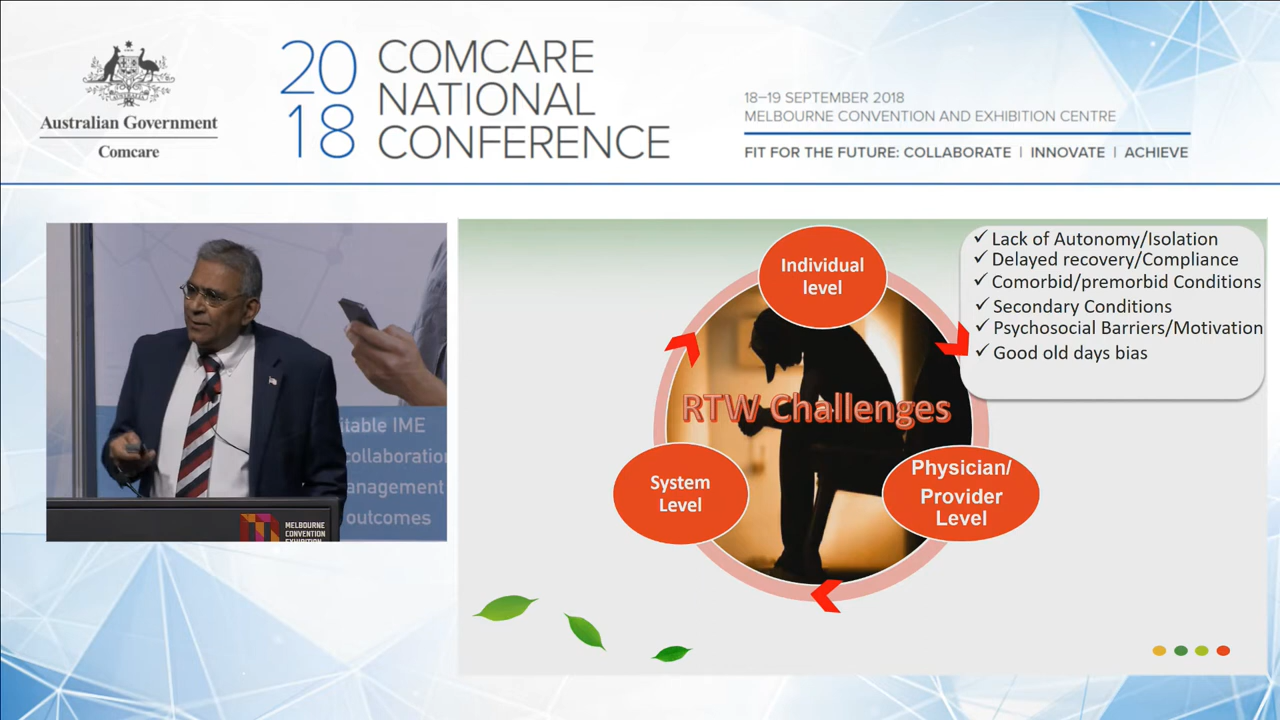 Australian Government
Comcare
20
18
COMCARE
NATIONAL
CONFERENCE
18–19 SEPTEMBER 2018
MELBOURNE CONVENTION AND EXHIBITION CENTRE
FIT FOR THE FUTURE: COLLABORATE | INNOVATE | ACHIEVE
itable IME
collaboration
anagement
outcomes
MELBOURNE
CONVENTION
EXHIBITION
Individual
level
RTW Challenges
System
Level
Physician/
Provider
Level
✓ Lack of Autonomy/Isolation
✓ Delayed recovery/Compliance
✓ Comorbid/premorbid Conditions
✓ Secondary Conditions
✓ Psychosocial Barriers/Motivation
✓ Good old days bias